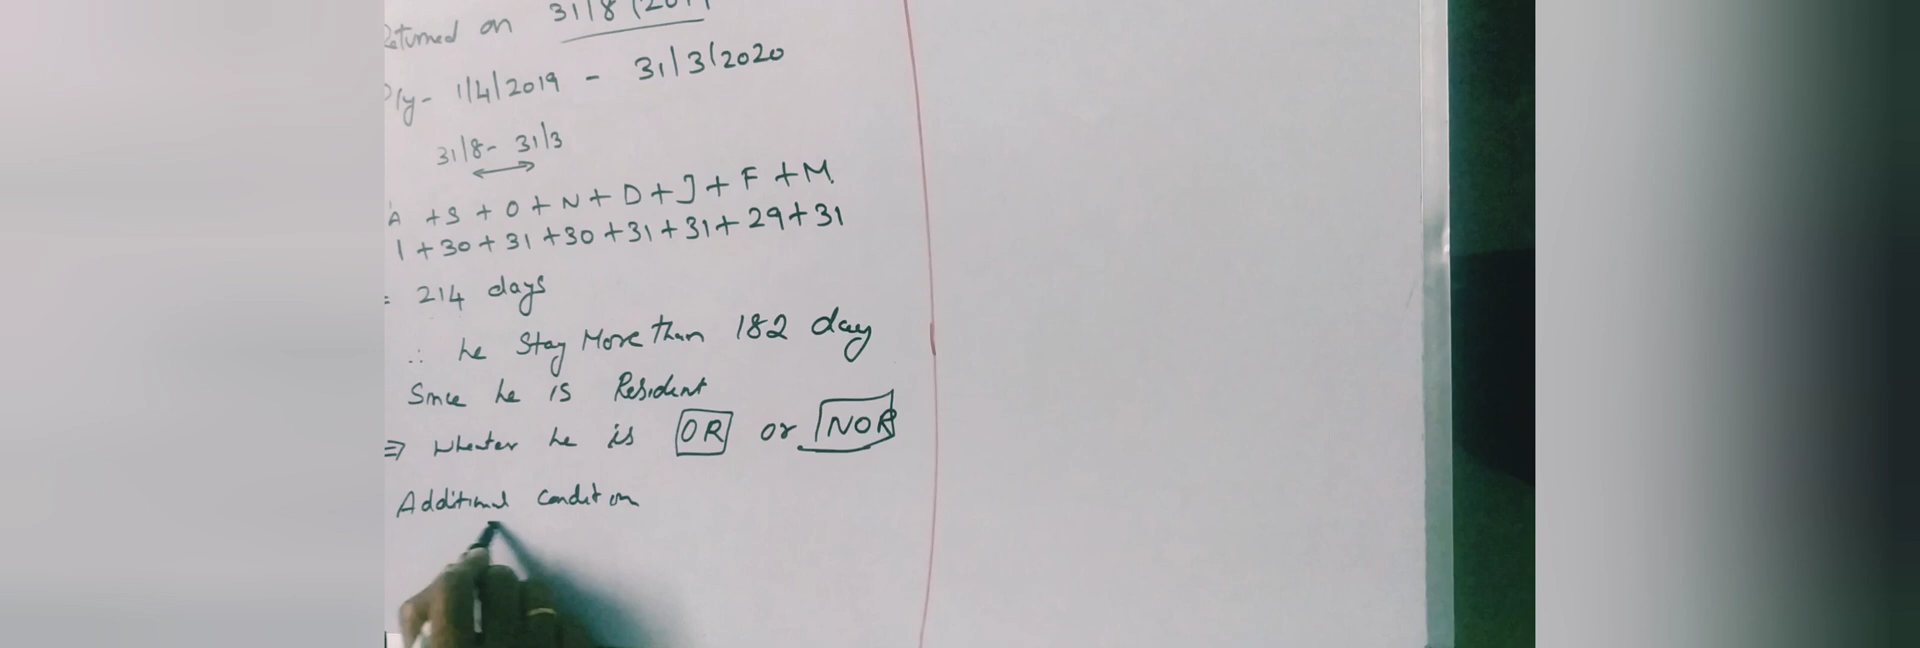 Returned on 31/8/2019
P/y- 1/4/2019 - 31/3/2020
31/8- 31/3
A +S + O + N + D + J + F + M
1 + 30 + 31 + 30 + 31 + 31 + 29 + 31
= 214 days
∴ he Stay More than 182 day
Since he is Resident
⇒ Wheater he is OR or NOR
Additional condition